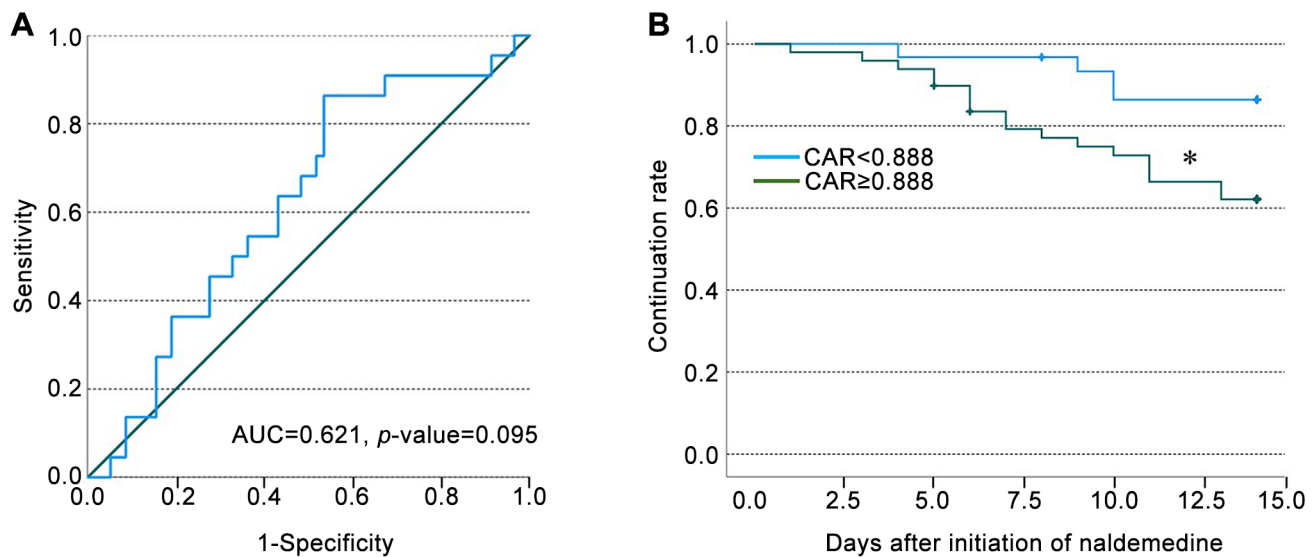 A
Sensitivity
1.0
0.8
0.6
0.4
0.2
0.0
AUC=0.621, p-value=0.095
0.0 0.2 0.4 0.6 0.8 1.0
1-Specificity
B
Continuation rate
1.0
0.8
0.6
0.4
0.2
0.0
CAR<0.888
CAR≥0.888
*
0.0 2.5 5.0 7.5 10.0 12.5 15.0
Days after initiation of naldemedine